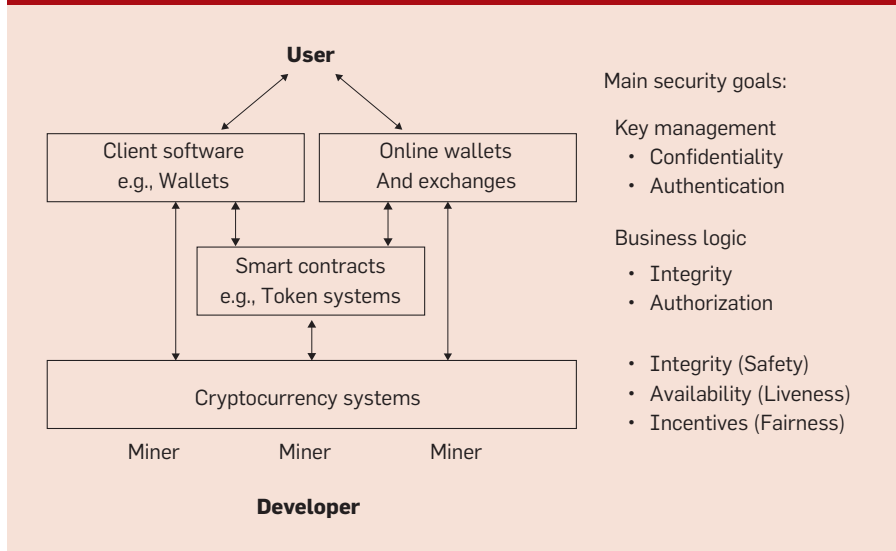 User
Client software
e.g., Wallets
Online wallets
And exchanges
Smart contracts
e.g., Token systems
Cryptocurrency systems
Miner Miner Miner
Developer
Main security goals:
Key management
• Confidentiality
• Authentication
Business logic
• Integrity
• Authorization
• Integrity (Safety)
• Availability (Liveness)
• Incentives (Fairness)